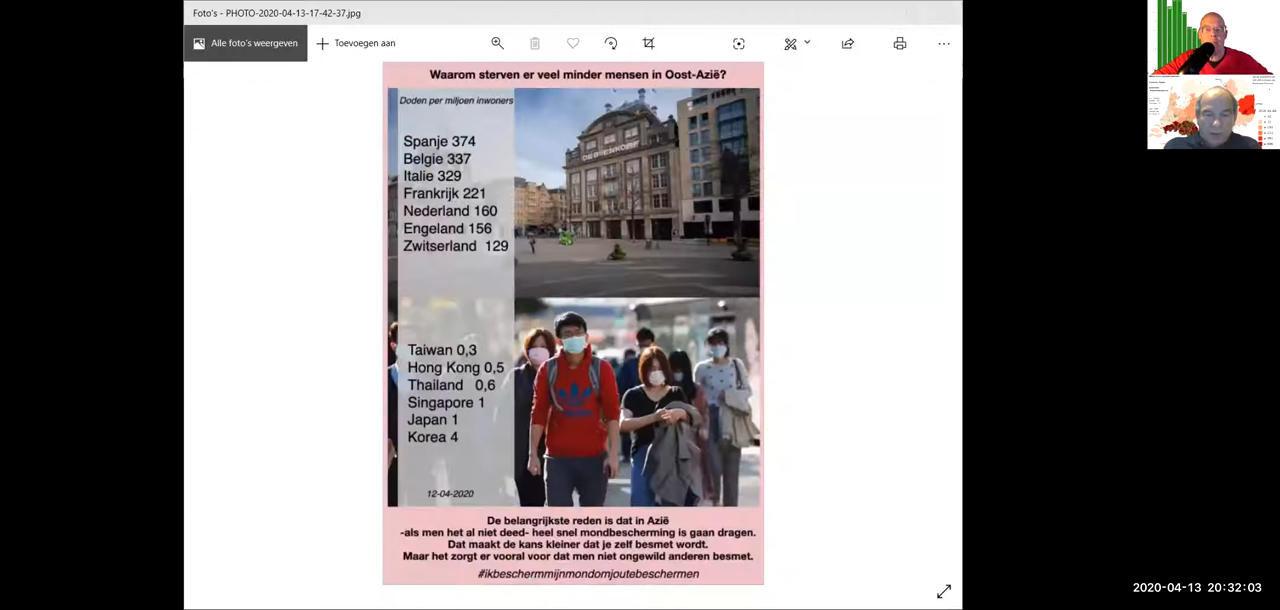 Foto's - PHOTO-2020-04-13-17-42-37.jpg
Alle foto's weergeven
Toevoegen aan
Waarom sterven er veel minder mensen in Oost-Azië?
Doden per miljoen inwoners
Spanje 374
Belgie 337
Italie 329
Frankrijk 221
Nederland 160
Engeland 156
Zwitserland 129
DE BIJENKORF
Taiwan 0,3
Hong Kong 0,5
Thailand 0,6
Singapore 1
Japan 1
Korea 4
12-04-2020
De belangrijkste reden is dat in Azië
-als men het al niet deed- heel snel mondbescherming is gaan dragen.
Dat maakt de kans kleiner dat je zelf besmet wordt.
Maar het zorgt er vooral voor dat men niet ongewild anderen besmet.
#ikbeschermmijnmondomjoutebeschermen
2020-04-13 20:32:03